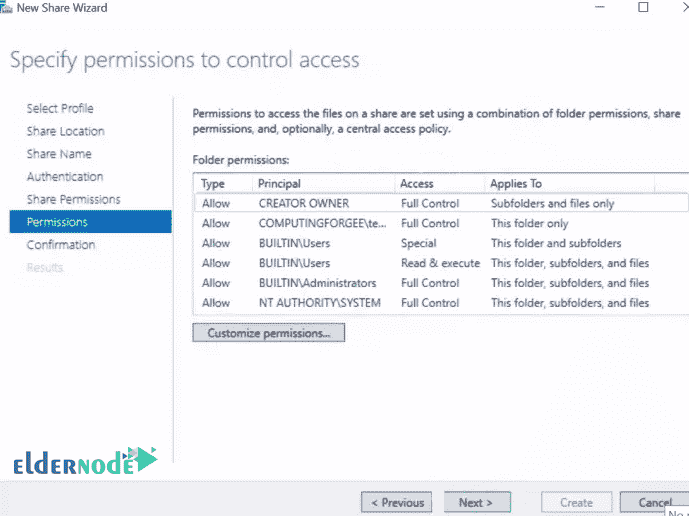 New Share Wizard
Specify permissions to control access
Select Profile
Share Location
Share Name
Authentication
Share Permissions
Permissions
Confirmation
Results
Permissions to access the files on a share are set using a combination of folder permissions, share
permissions, and, optionally, a central access policy.
Folder permissions:
Type Principal Access Applies To
Allow CREATOR OWNER Full Control Subfolders and files only
Allow COMPUTINGFORGEE\te... Full Control This folder only
Allow BUILTIN\Users Special This folder and subfolders
Allow BUILTIN\Users Read & execute This folder, subfolders, and files
Allow BUILTIN\Administrators Full Control This folder, subfolders, and files
Allow NT AUTHORITY\SYSTEM Full Control This folder, subfolders, and files
Customize permissions...
elderNode
< Previous Next > Create Cancel
No